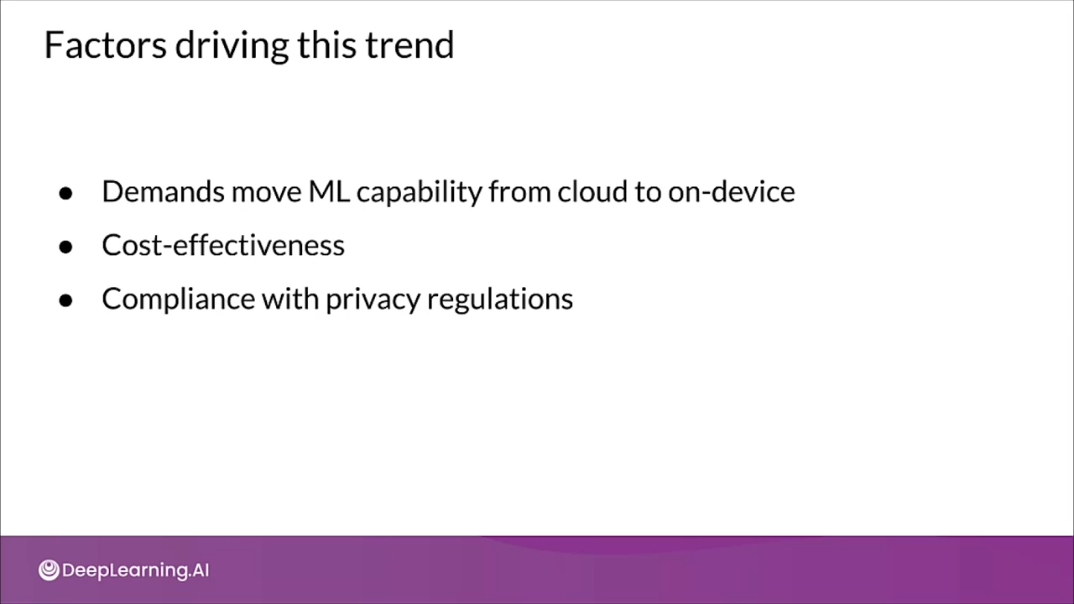 Factors driving this trend
● Demands move ML capability from cloud to on-device
● Cost-effectiveness
● Compliance with privacy regulations
DeepLearning.AI